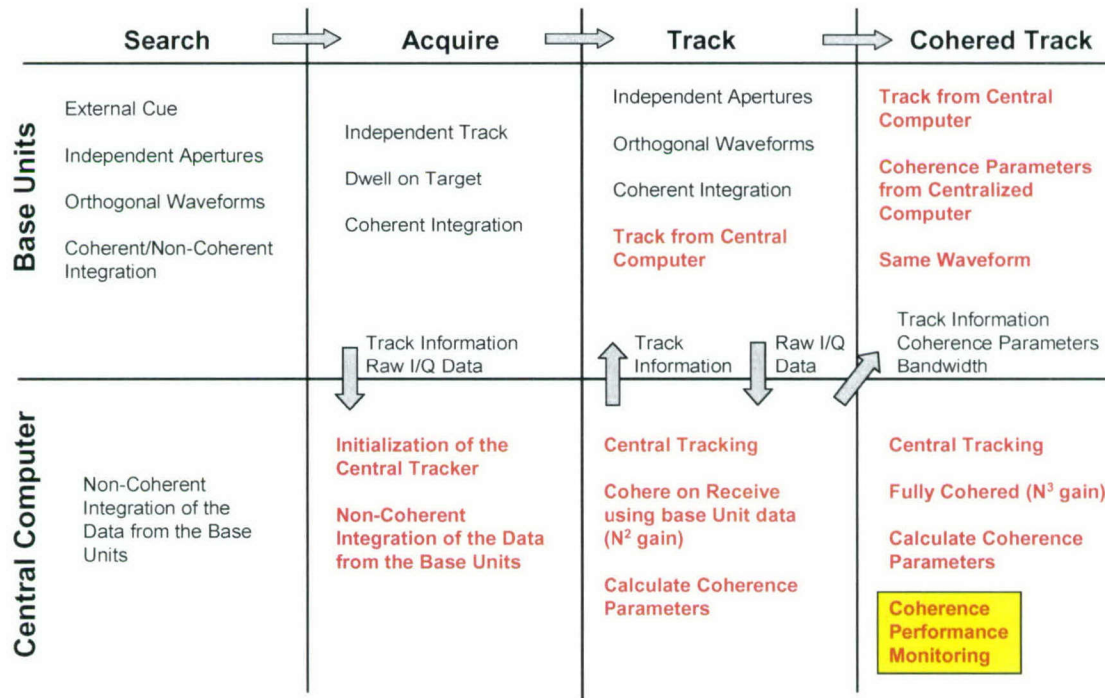 Search
Acquire
Track
Cohered Track
Base Units
External Cue
Independent Apertures
Orthogonal Waveforms
Coherent/Non-Coherent
Integration
Independent Track
Dwell on Target
Coherent Integration
Independent Apertures
Orthogonal Waveforms
Coherent Integration
Track from Central
Computer
Track from Central
Computer
Coherence Parameters
from Centralized
Computer
Same Waveform
Track Information
Raw I/Q Data
Track
Information
Raw I/Q
Data
Track Information
Coherence Parameters
Bandwidth
Central Computer
Non-Coherent
Integration of the
Data from the Base
Units
Initialization of the
Central Tracker
Non-Coherent
Integration of the Data
from the Base Units
Central Tracking
Cohere on Receive
using base Unit data
(N² gain)
Calculate Coherence
Parameters
Central Tracking
Fully Cohered (N³ gain)
Calculate Coherence
Parameters
Coherence
Performance
Monitoring